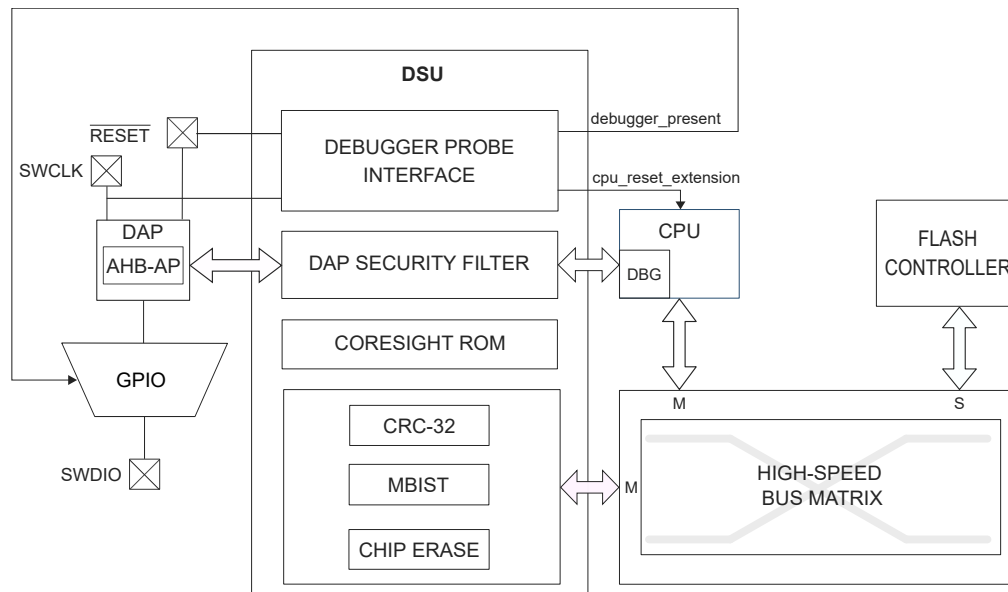 DSU
debugger_present
RESET
DEBUGGER PROBE
INTERFACE
SWCLK
cpu_reset_extension
DAP
CPU
FLASH
CONTROLLER
AHB-AP
DAP SECURITY FILTER
DBG
CORESIGHT ROM
GPIO
M
S
CRC-32
SWDIO
MBIST
M
HIGH-SPEED
BUS MATRIX
CHIP ERASE